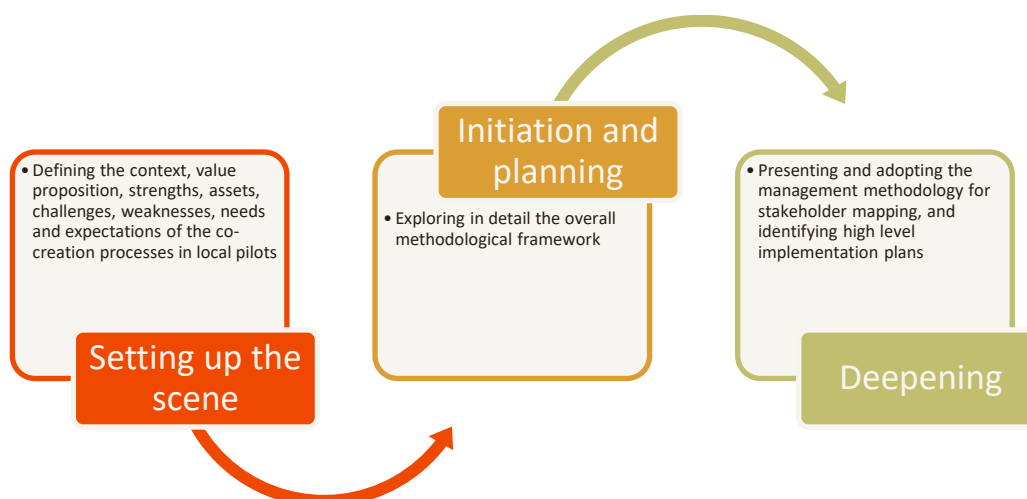 • Defining the context, value
proposition, strengths, assets,
challenges, weaknesses, needs
and expectations of the co-
creation processes in local pilots
Setting up the
scene
Initiation and
planning
• Exploring in detail the overall
methodological framework
• Presenting and adopting the
management methodology for
stakeholder mapping, and
identifying high level
implementation plans
Deepening